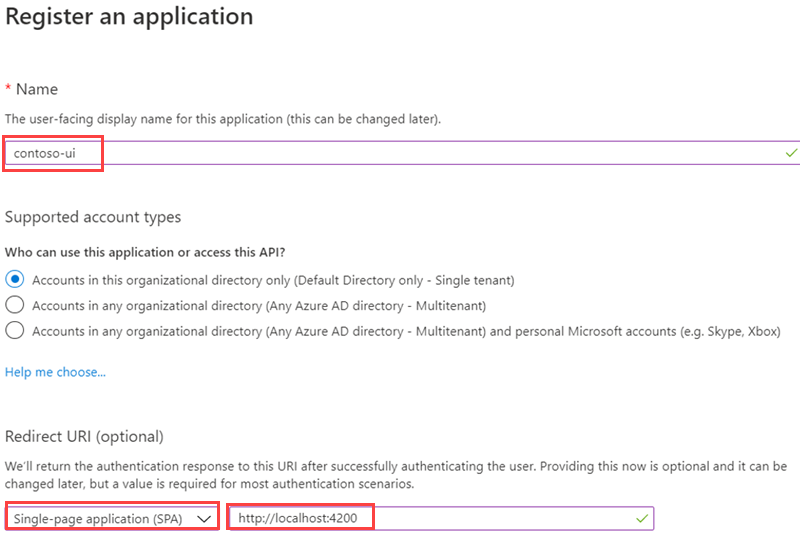 Register an application
* Name
The user-facing display name for this application (this can be changed later).
contoso-ui
Supported account types
Who can use this application or access this API?
Accounts in this organizational directory only (Default Directory only - Single tenant)
Accounts in any organizational directory (Any Azure AD directory - Multitenant)
Accounts in any organizational directory (Any Azure AD directory - Multitenant) and personal Microsoft accounts (e.g. Skype, Xbox)
Help me choose...
Redirect URI (optional)
We'll return the authentication response to this URI after successfully authenticating the user. Providing this now is optional and it can be
changed later, but a value is required for most authentication scenarios.
Single-page application (SPA) http://localhost:4200